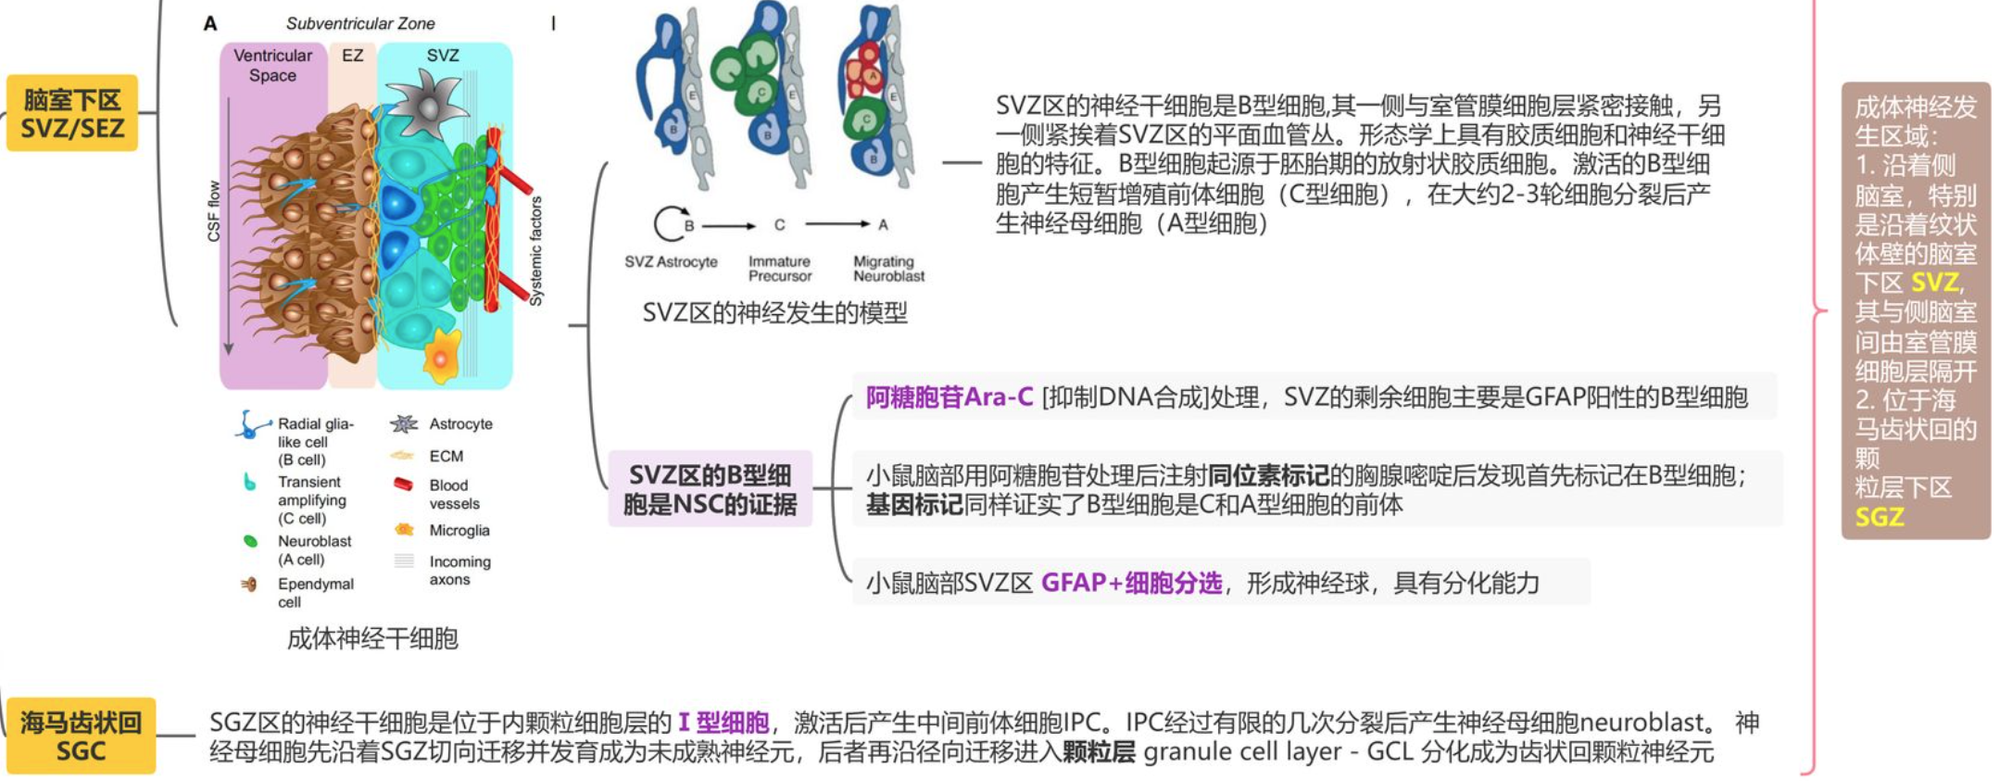 脑室下区
SVZ/SEZ
A
Subventricular Zone
Ventricular
Space
EZ
SVZ
CSF flow
Systemic factors
Radial glia-
like cell
(B cell)
Transient
amplifying
(C cell)
Neuroblast
(A cell)
Ependymal
cell
Astrocyte
ECM
Blood
vessels
Microglia
Incoming
axons
成体神经干细胞
I
E
B
E
C
B
A
E
C
B
B
C
A
SVZ Astrocyte
Immature
Precursor
Migrating
Neuroblast
SVZ区的神经发生的模型
SVZ区的神经干细胞是B型细胞,其一侧与室管膜细胞层紧密接触，另
一侧紧挨着SVZ区的平面血管丛。形态学上具有胶质细胞和神经干细
胞的特征。B型细胞起源于胚胎期的放射状胶质细胞。激活的B型细
胞产生短暂增殖前体细胞（C型细胞），在大约2-3轮细胞分裂后产
生神经母细胞（A型细胞）
SVZ区的B型细
胞是NSC的证据
阿糖胞苷Ara-C [抑制DNA合成]处理，SVZ的剩余细胞主要是GFAP阳性的B型细胞
小鼠脑部用阿糖胞苷处理后注射同位素标记的胸腺嘧啶后发现首先标记在B型细胞；
基因标记同样证实了B型细胞是C和A型细胞的前体
小鼠脑部SVZ区 GFAP+细胞分选，形成神经球，具有分化能力
海马齿状回
SGC
SGZ区的神经干细胞是位于内颗粒细胞层的 I 型细胞，激活后产生中间前体细胞IPC。IPC经过有限的几次分裂后产生神经母细胞neuroblast。 神
经母细胞先沿着SGZ切向迁移并发育成为未成熟神经元，后者再沿径向迁移进入颗粒层 granule cell layer - GCL 分化成为齿状回颗粒神经元
成体神经发
生区域：
1. 沿着侧
脑室，特别
是沿着纹状
体壁的脑室
下区 SVZ,
其与侧脑室
间由室管膜
细胞层隔开
2. 位于海
马齿状回的
颗
粒层下区
SGZ